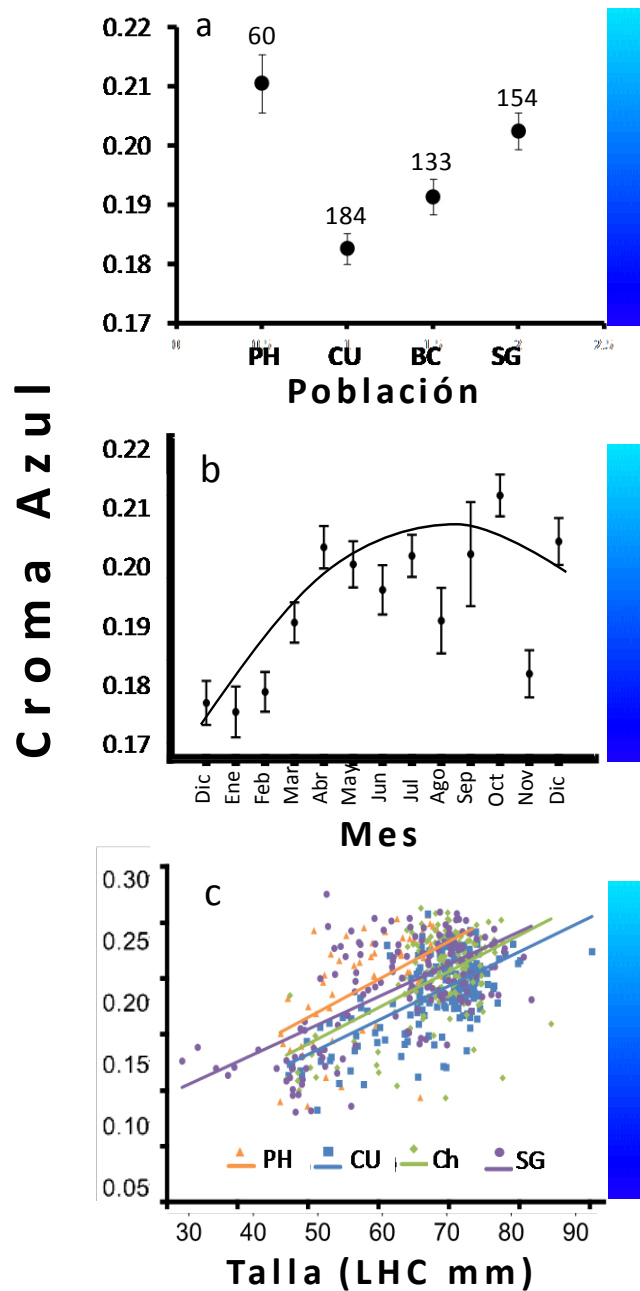 Croma Azul
a
0.22
0.21
0.20
0.19
0.18
0.17
60
184
133
154
PH CU BC SG
Población
b
0.22
0.21
0.20
0.19
0.18
0.17
Dic Ene Feb Mar Abr May Jun Jul Ago Sep Oct Nov Dic
Mes
c
0.30
0.25
0.20
0.15
0.10
0.05
PH CU Ch SG
30 40 50 60 70 80 90
Talla (LHC mm)